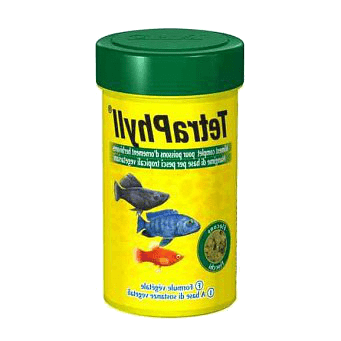 TetraPhyll®
Aliment complet pour poissons d'ornement herbivores
Mangime di base per pesci tropicali vegetariani
F Formule végétale
I A base di sostanze vegetali